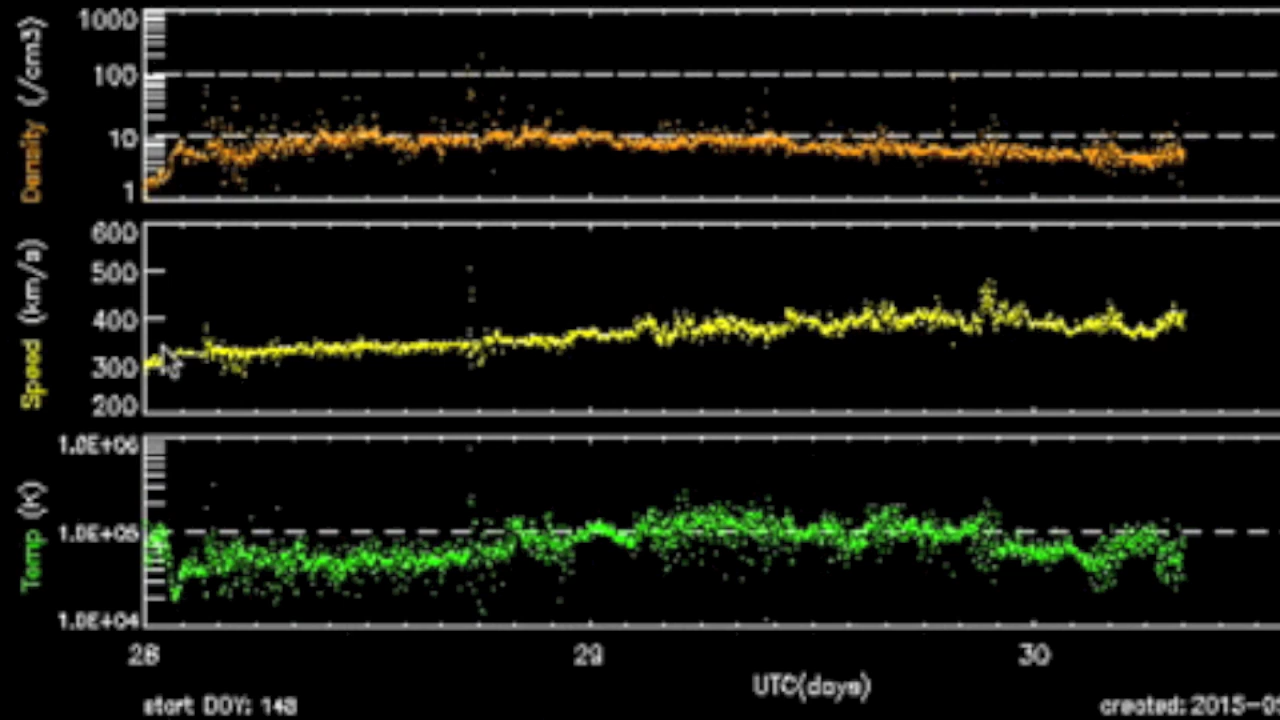 Density (/cm3)
1000
100
10
1
Speed (km/s)
600
500
400
300
200
Temp (K)
1.0E+06
1.0E+05
1.0E+04
28 29 30
UTC(days)
start DOY: 148 created: 2015-0